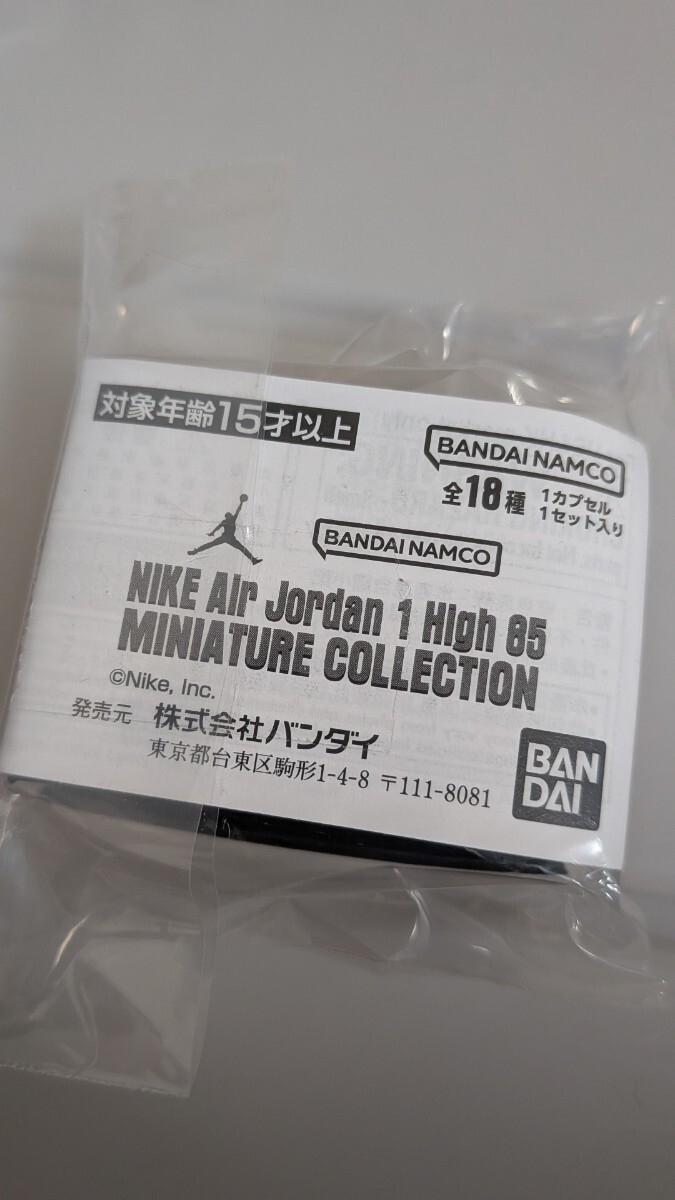 対象年齢15才以上
BANDAI NAMCO
全18種 1カプセル
1セット入り
BANDAI NAMCO
NIKE Air Jordan 1 High 85
MINIATURE COLLECTION
©Nike, Inc.
発売元 株式会社バンダイ
東京都台東区駒形1-4-8 〒111-8081
BAN
DAI